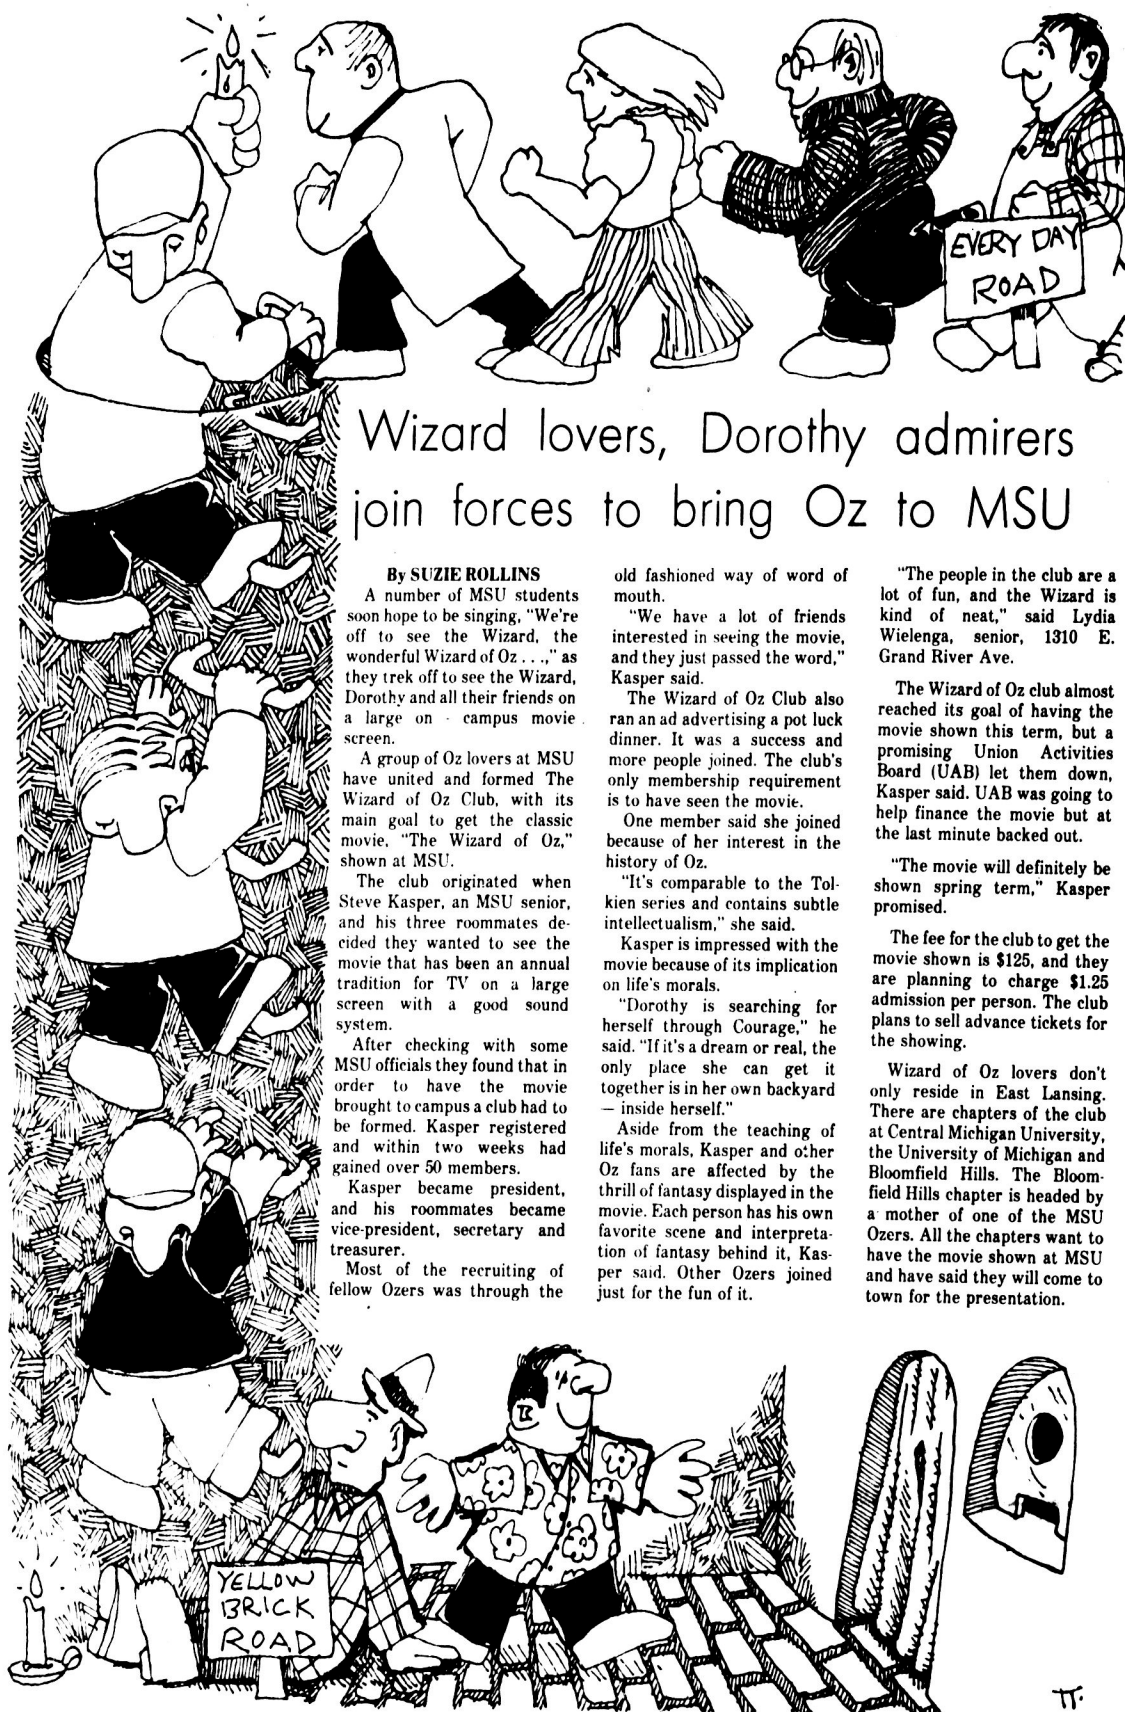 EVERY DAY
ROAD
Wizard lovers, Dorothy admirers
join forces to bring Oz to MSU
By SUZIE ROLLINS
A number of MSU students
soon hope to be singing, "We're
off to see the Wizard, the
wonderful Wizard of Oz . . .," as
they trek off to see the Wizard,
Dorothy and all their friends on
a large on - campus movie
screen.
A group of Oz lovers at MSU
have united and formed The
Wizard of Oz Club, with its
main goal to get the classic
movie, "The Wizard of Oz,"
shown at MSU.
The club originated when
Steve Kasper, an MSU senior,
and his three roommates de-
cided they wanted to see the
movie that has been an annual
tradition for TV on a large
screen with a good sound
system.
After checking with some
MSU officials they found that in
order to have the movie
brought to campus a club had to
be formed. Kasper registered
and within two weeks had
gained over 50 members.
Kasper became president,
and his roommates became
vice-president, secretary and
treasurer.
Most of the recruiting of
fellow Ozers was through the
old fashioned way of word of
mouth.
"We have a lot of friends
interested in seeing the movie,
and they just passed the word,"
Kasper said.
The Wizard of Oz Club also
ran an ad advertising a pot luck
dinner. It was a success and
more people joined. The club's
only membership requirement
is to have seen the movie.
One member said she joined
because of her interest in the
history of Oz.
"It's comparable to the Tol-
kien series and contains subtle
intellectualism," she said.
Kasper is impressed with the
movie because of its implication
on life's morals.
"Dorothy is searching for
herself through Courage," he
said. "If it's a dream or real, the
only place she can get it
together is in her own backyard
— inside herself."
Aside from the teaching of
life's morals, Kasper and other
Oz fans are affected by the
thrill of fantasy displayed in the
movie. Each person has his own
favorite scene and interpreta-
tion of fantasy behind it, Kas-
per said. Other Ozers joined
just for the fun of it.
"The people in the club are a
lot of fun, and the Wizard is
kind of neat," said Lydia
Wielenga, senior, 1310 E.
Grand River Ave.
The Wizard of Oz club almost
reached its goal of having the
movie shown this term, but a
promising Union Activities
Board (UAB) let them down,
Kasper said. UAB was going to
help finance the movie but at
the last minute backed out.
"The movie will definitely be
shown spring term," Kasper
promised.
The fee for the club to get the
movie shown is $125, and they
are planning to charge $1.25
admission per person. The club
plans to sell advance tickets for
the showing.
Wizard of Oz lovers don't
only reside in East Lansing.
There are chapters of the club
at Central Michigan University,
the University of Michigan and
Bloomfield Hills. The Bloom-
field Hills chapter is headed by
a mother of one of the MSU
Ozers. All the chapters want to
have the movie shown at MSU
and have said they will come to
town for the presentation.
YELLOW
BRICK
ROAD